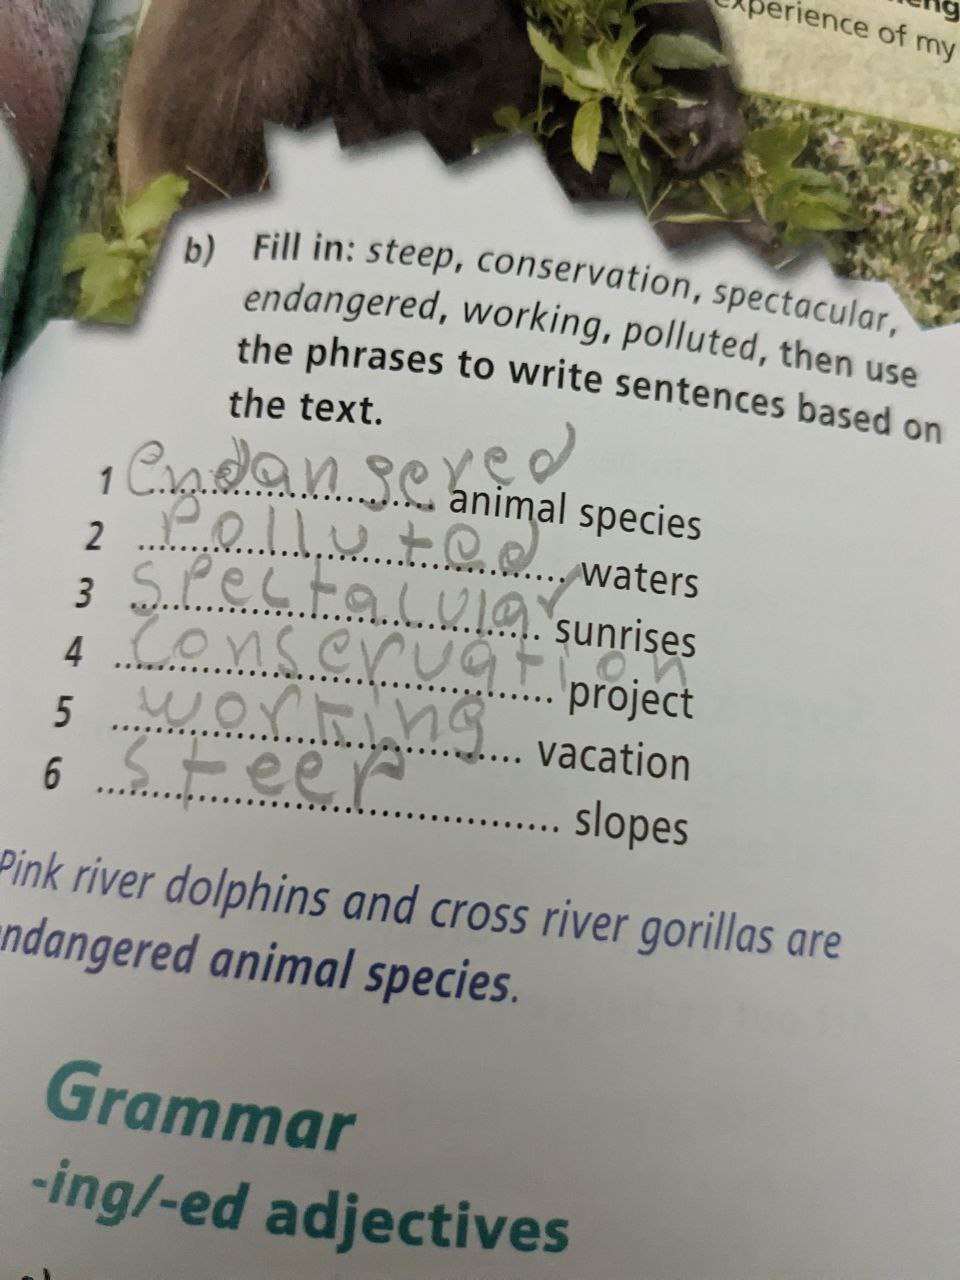 eng
experience of my
b) Fill in: steep, conservation, spectacular,
endangered, working, polluted, then use
the phrases to write sentences based on
the text.
1 endangered animal species
2 polluted waters
3 spectacular sunrises
4 conservation project
5 working vacation
6 steep slopes
Pink river dolphins and cross river gorillas are
endangered animal species.
Grammar
-ing/-ed adjectives